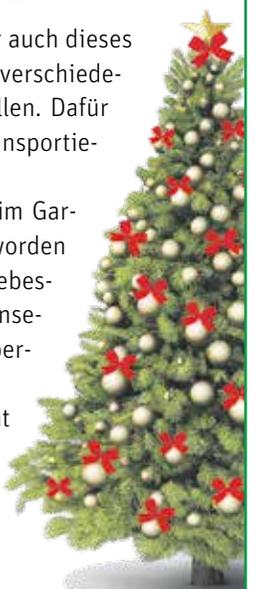 auch dieses
verschiede-
llen. Dafür
nsportie-
im Gar-
worden
ebes-
nse-
ber-